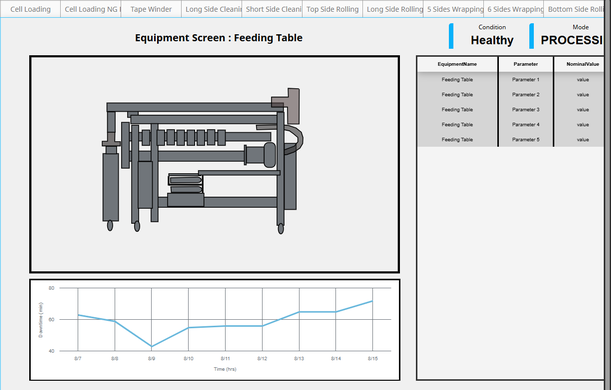 Cell Loading Cell Loading NG Tape Winder Long Side Cleani Short Side Cleani Top Side Rolling Long Side Rolling 5 Sides Wrapping 6 Sides Wrapping Bottom Side Roll
Equipment Screen : Feeding Table
Condition Mode
Healthy PROCESSI
EquipmentName Parameter NominalValue
Feeding Table Parameter 1 value
Feeding Table Parameter 2 value
Feeding Table Parameter 3 value
Feeding Table Parameter 4 value
Feeding Table Parameter 5 value
80
60
40
Downtime (min)
8/7 8/8 8/9 8/10 8/11 8/12 8/13 8/14 8/15
Time (hrs)